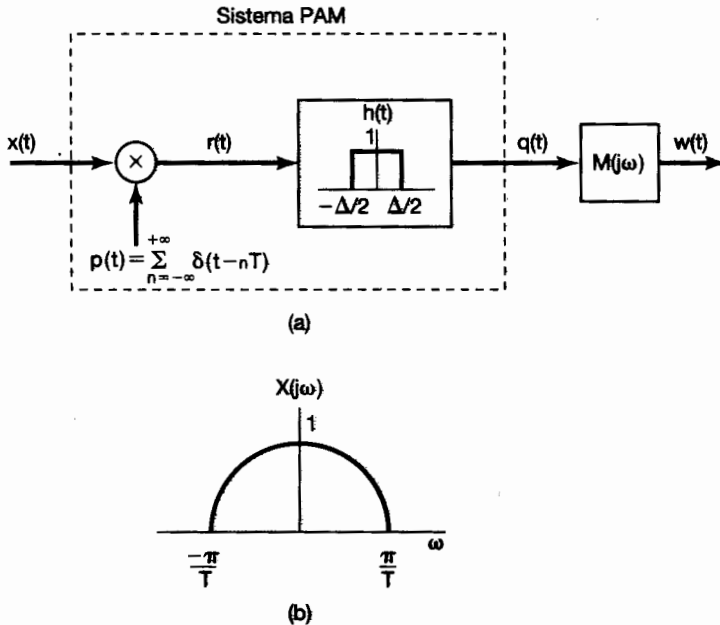 Sistema PAM
x(t)
r(t)
h(t)
1
-Δ/2 Δ/2
q(t)
M(jω)
w(t)
×
p(t) = Σ δ(t-nT)
+∞
n=-∞
(a)
X(jω)
1
-π/T
π/T
ω
(b)